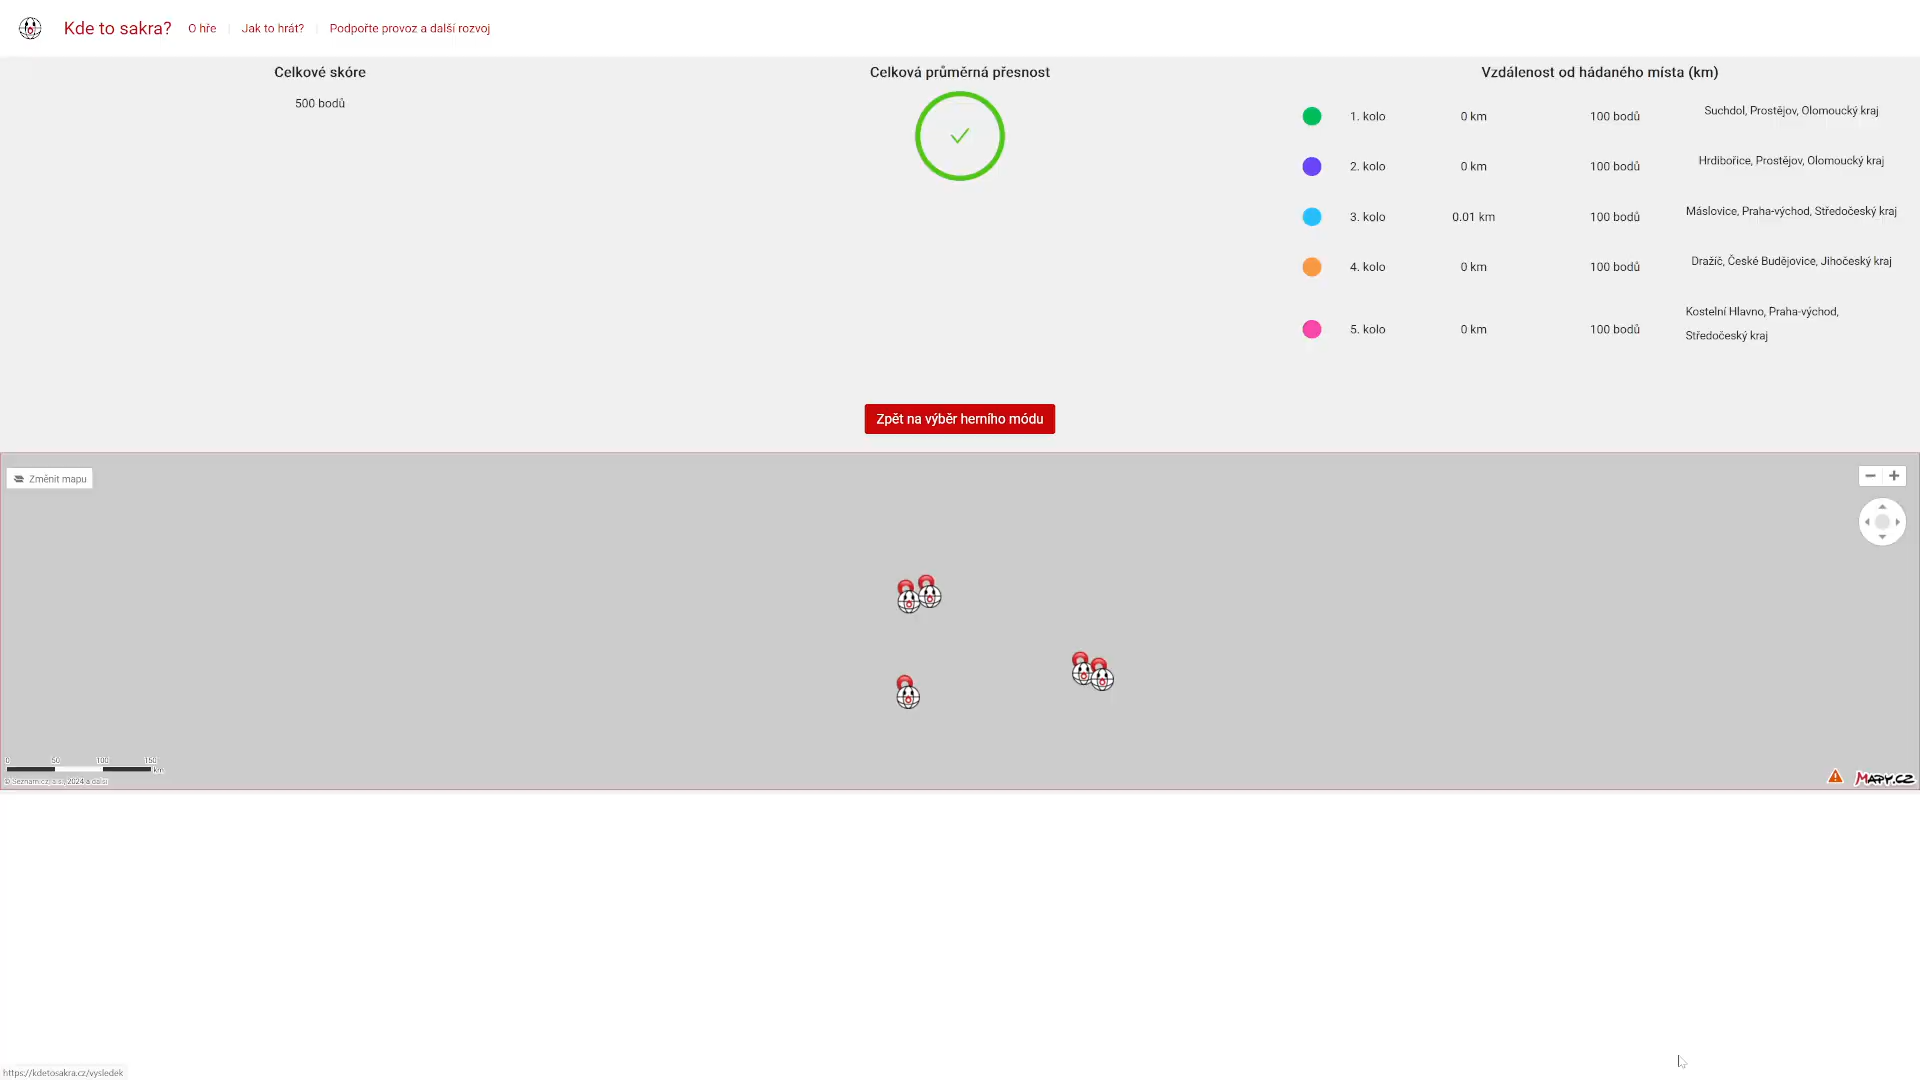 Kde to sakra?
O hře
Jak to hrát?
Podpořte provoz a další rozvoj
Celkové skóre
500 bodů
Celková průměrná přesnost
Vzdálenost od hádaného místa (km)
1. kolo 0 km 100 bodů Suchdol, Prostějov, Olomoucký kraj
2. kolo 0 km 100 bodů Hrdibořice, Prostějov, Olomoucký kraj
3. kolo 0.01 km 100 bodů Máslovice, Praha-východ, Středočeský kraj
4. kolo 0 km 100 bodů Dražíč, České Budějovice, Jihočeský kraj
5. kolo 0 km 100 bodů Kostelní Hlavno, Praha-východ,
Středočeský kraj
Zpět na výběr herního módu
Změnit mapu
0 50 100 150
km
© Seznam.cz, a.s., 2024 a další
Mapy.cz
https://kdetosakra.cz/vysledek